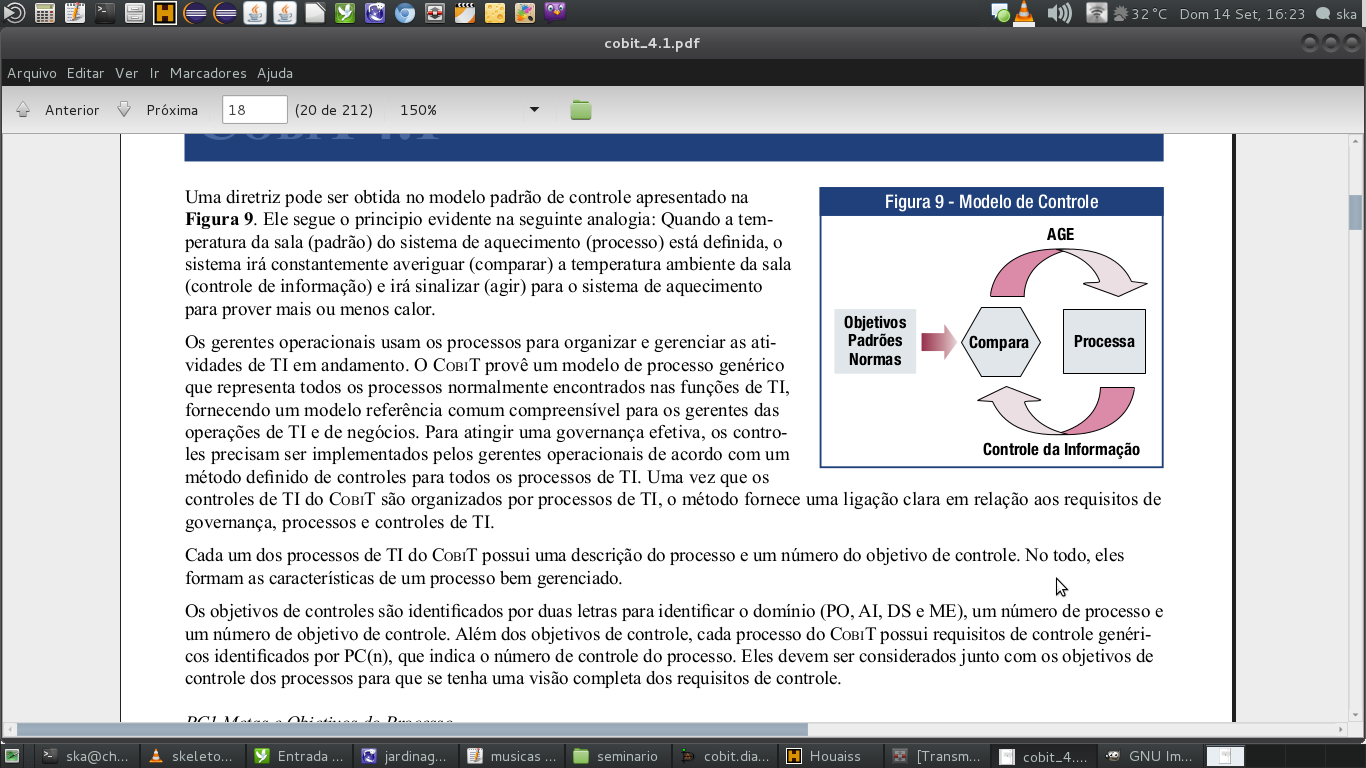 32 °C Dom 14 Set, 16:23 ska
cobit_4.1.pdf
Arquivo Editar Ver Ir Marcadores Ajuda
Anterior Próxima 18 (20 de 212) 150%
COBIT 4.1
Uma diretriz pode ser obtida no modelo padrão de controle apresentado na
Figura 9. Ele segue o principio evidente na seguinte analogia: Quando a tem-
peratura da sala (padrão) do sistema de aquecimento (processo) está definida, o
sistema irá constantemente averiguar (comparar) a temperatura ambiente da sala
(controle de informação) e irá sinalizar (agir) para o sistema de aquecimento
para prover mais ou menos calor.
Os gerentes operacionais usam os processos para organizar e gerenciar as ati-
vidades de TI em andamento. O COBIT provê um modelo de processo genérico
que representa todos os processos normalmente encontrados nas funções de TI,
fornecendo um modelo referência comum compreensível para os gerentes das
operações de TI e de negócios. Para atingir uma governança efetiva, os contro-
les precisam ser implementados pelos gerentes operacionais de acordo com um
método definido de controles para todos os processos de TI. Uma vez que os
controles de TI do COBIT são organizados por processos de TI, o método fornece uma ligação clara em relação aos requisitos de
governança, processos e controles de TI.
Figura 9 - Modelo de Controle
AGE
Objetivos
Padrões
Normas
Compara
Processa
Controle da Informação
Cada um dos processos de TI do COBIT possui uma descrição do processo e um número do objetivo de controle. No todo, eles
formam as características de um processo bem gerenciado.
Os objetivos de controles são identificados por duas letras para identificar o domínio (PO, AI, DS e ME), um número de processo e
um número de objetivo de controle. Além dos objetivos de controle, cada processo do COBIT possui requisitos de controle genéri-
cos identificados por PC(n), que indica o número de controle do processo. Eles devem ser considerados junto com os objetivos de
controle dos processos para que se tenha uma visão completa dos requisitos de controle.
PC1 Metas e Objetivos do Processo
ska@ch... skeleto... Entrada ... jardinag... musicas ... seminario cobit.dia... Houaiss [Transm... cobit_4.... GNU Im...